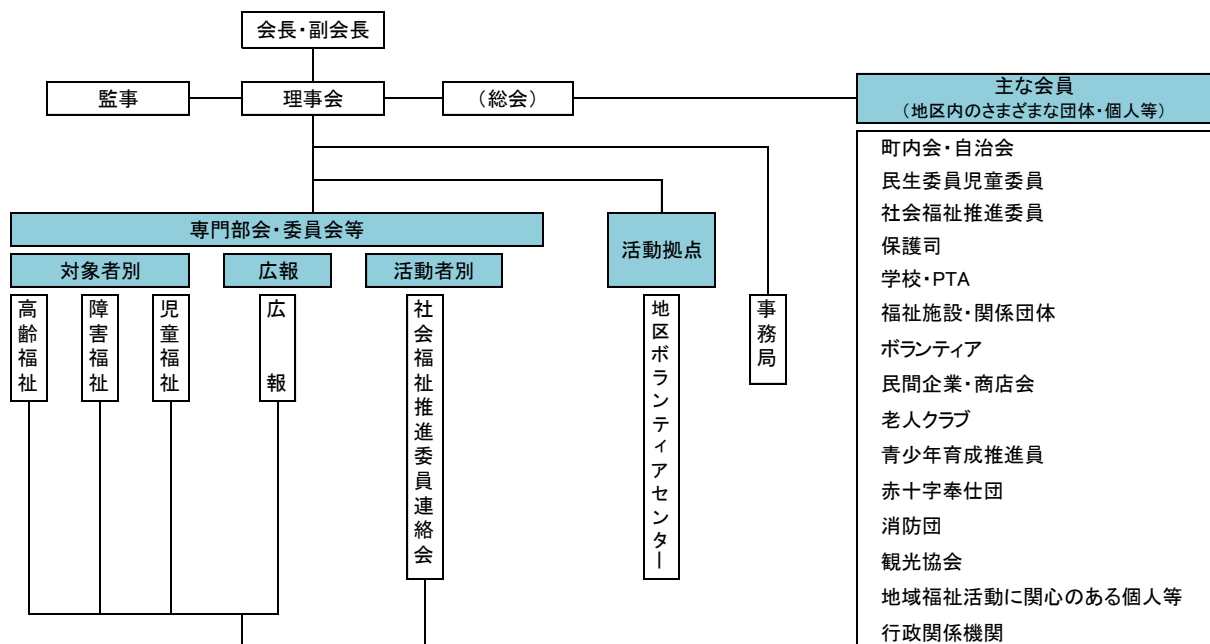 会長・副会長
監事
理事会
(総会)
主な会員
(地区内のさまざまな団体・個人等)
町内会・自治会
民生委員児童委員
社会福祉推進委員
保護司
学校・PTA
福祉施設・関係団体
ボランティア
民間企業・商店会
老人クラブ
青少年育成推進員
赤十字奉仕団
消防団
観光協会
地域福祉活動に関心のある個人等
行政関係機関
専門部会・委員会等
対象者別
広報
活動者別
活動拠点
高齢福祉
障害福祉
児童福祉
広報
社会福祉推進委員連絡会
地区ボランティアセンター
事務局